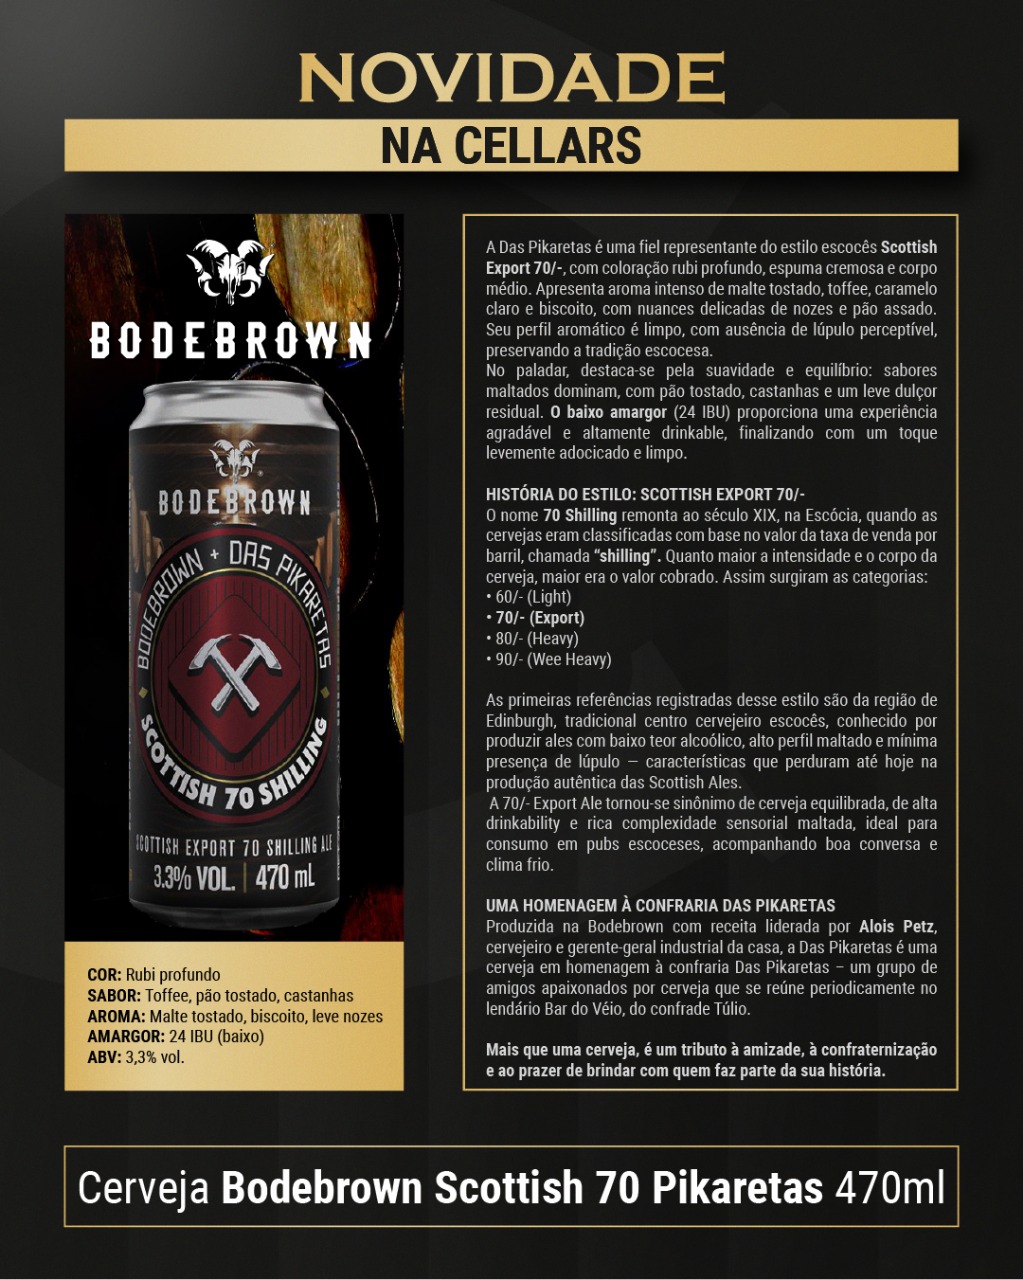 NOVIDADE
NA CELLARS
BODEBROWN
BODEBROWN
BODEBROWN + DAS PIKARETAS
SCOTTISH 70 SHILLING
SCOTTISH EXPORT 70 SHILLING ALE
3.3% VOL. | 470 mL
COR: Rubi profundo
SABOR: Toffee, pão tostado, castanhas
AROMA: Malte tostado, biscoito, leve nozes
AMARGOR: 24 IBU (baixo)
ABV: 3,3% vol.
A Das Pikaretas é uma fiel representante do estilo escocês Scottish
Export 70/-, com coloração rubi profundo, espuma cremosa e corpo
médio. Apresenta aroma intenso de malte tostado, toffee, caramelo
claro e biscoito, com nuances delicadas de nozes e pão assado.
Seu perfil aromático é limpo, com ausência de lúpulo perceptível,
preservando a tradição escocesa.
No paladar, destaca-se pela suavidade e equilíbrio: sabores
maltados dominam, com pão tostado, castanhas e um leve dulçor
residual. O baixo amargor (24 IBU) proporciona uma experiência
agradável e altamente drinkable, finalizando com um toque
levemente adocicado e limpo.
HISTÓRIA DO ESTILO: SCOTTISH EXPORT 70/-
O nome 70 Shilling remonta ao século XIX, na Escócia, quando as
cervejas eram classificadas com base no valor da taxa de venda por
barril, chamada “shilling”. Quanto maior a intensidade e o corpo da
cerveja, maior era o valor cobrado. Assim surgiram as categorias:
• 60/- (Light)
• 70/- (Export)
• 80/- (Heavy)
• 90/- (Wee Heavy)
As primeiras referências registradas desse estilo são da região de
Edinburgh, tradicional centro cervejeiro escocês, conhecido por
produzir ales com baixo teor alcoólico, alto perfil maltado e mínima
presença de lúpulo — características que perduram até hoje na
produção autêntica das Scottish Ales.
A 70/- Export Ale tornou-se sinônimo de cerveja equilibrada, de alta
drinkability e rica complexidade sensorial maltada, ideal para
consumo em pubs escoceses, acompanhando boa conversa e
clima frio.
UMA HOMENAGEM À CONFRARIA DAS PIKARETAS
Produzida na Bodebrown com receita liderada por Alois Petz,
cervejeiro e gerente-geral industrial da casa, a Das Pikaretas é uma
cerveja em homenagem à confraria Das Pikaretas – um grupo de
amigos apaixonados por cerveja que se reúne periodicamente no
lendário Bar do Véio, do confrade Túlio.
Mais que uma cerveja, é um tributo à amizade, à confraternização
e ao prazer de brindar com quem faz parte da sua história.
Cerveja Bodebrown Scottish 70 Pikaretas 470ml